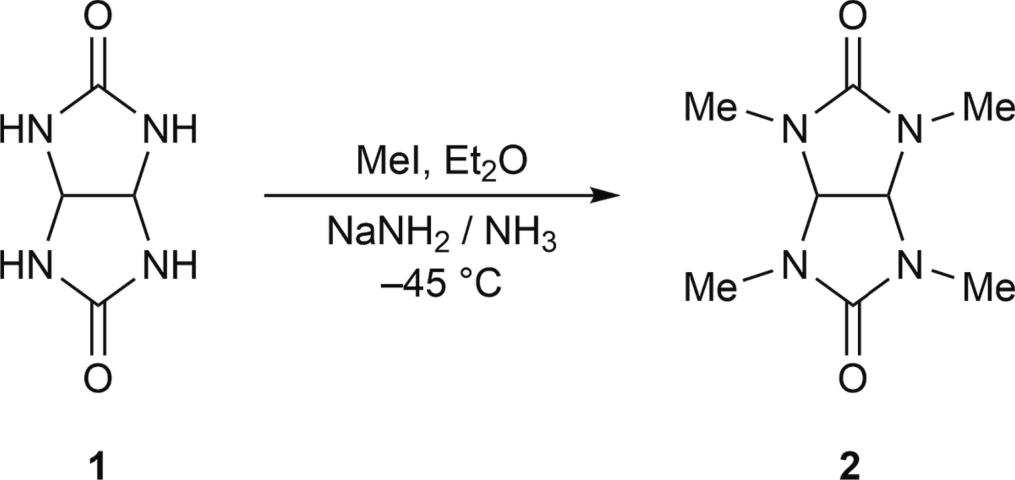 O O
HN NH Me N N Me
MeI, Et₂O
NaNH₂ / NH₃
HN NH Me N N Me
–45 °C
O O
1 2